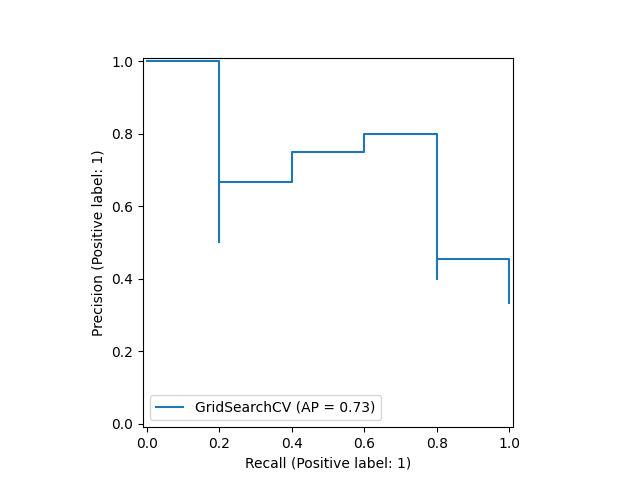 1.0
0.8
0.6
0.4
0.2
0.0
Precision (Positive label: 1)
GridSearchCV (AP = 0.73)
0.0 0.2 0.4 0.6 0.8 1.0
Recall (Positive label: 1)